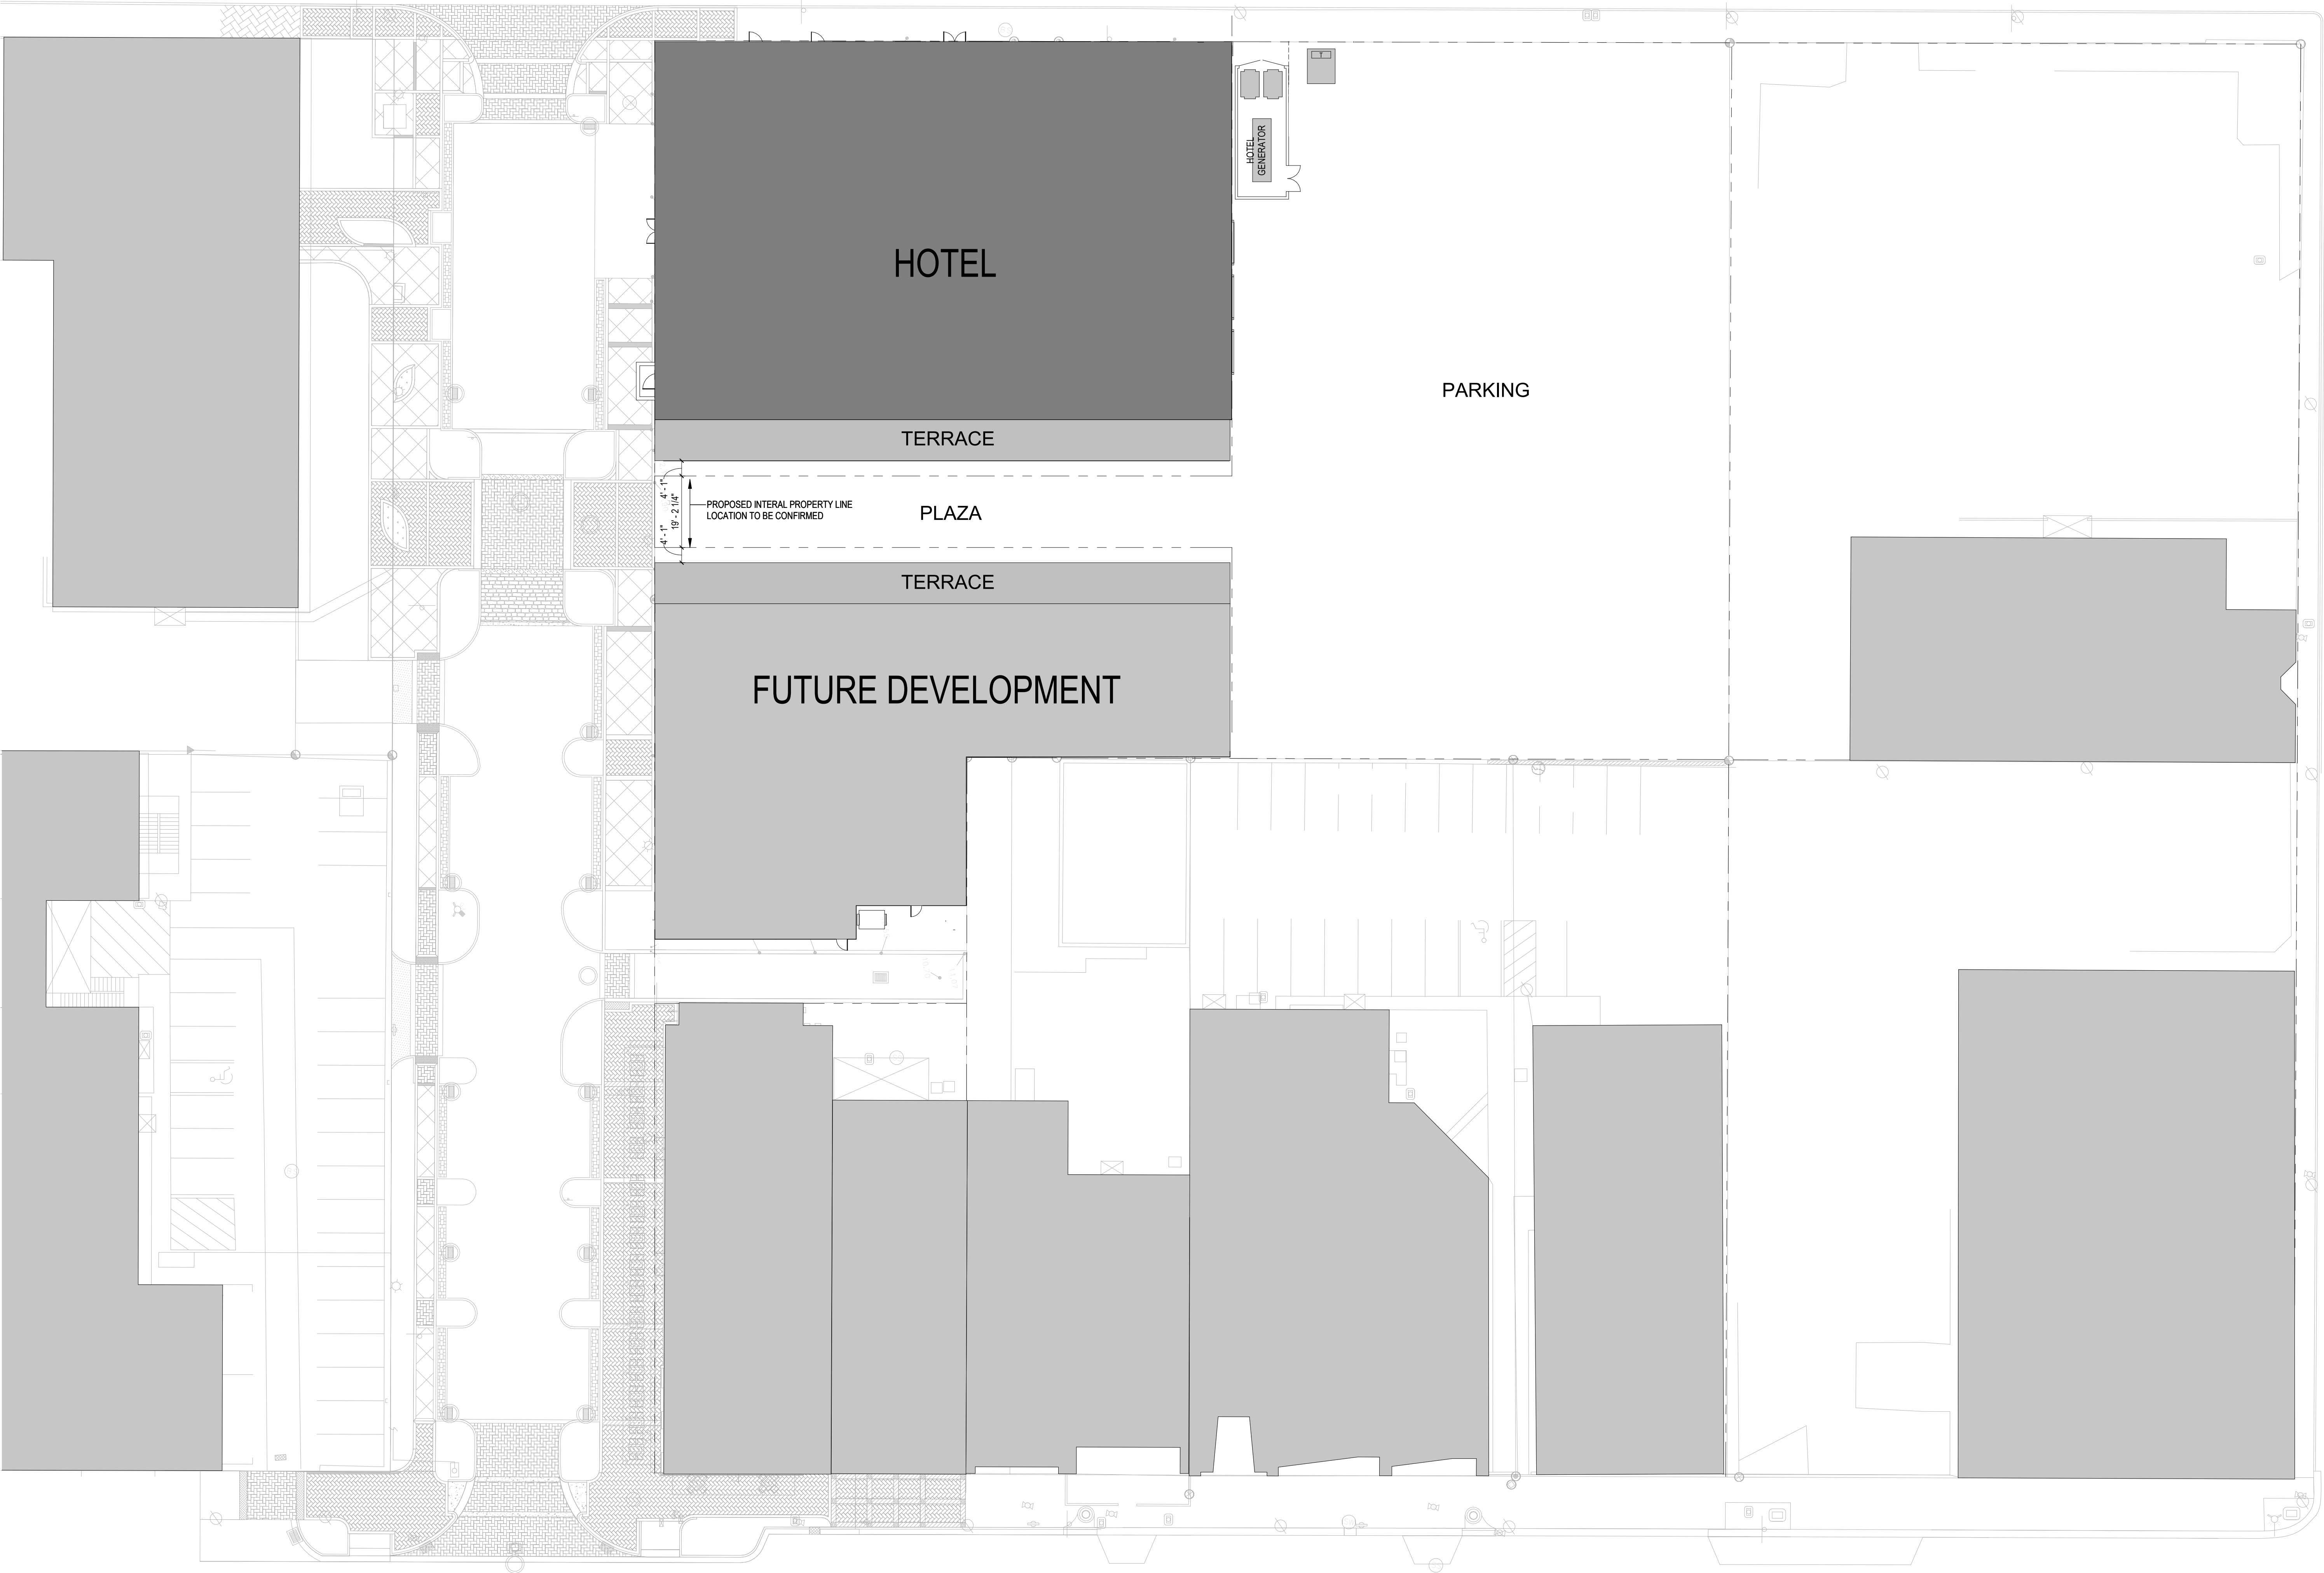 T
HOTEL
GENERATOR
HOTEL
PARKING
TERRACE
4' - 1"
19' - 2 1/4"
4' - 1"
PROPOSED INTERAL PROPERTY LINE
LOCATION TO BE CONFIRMED
PLAZA
TERRACE
FUTURE DEVELOPMENT